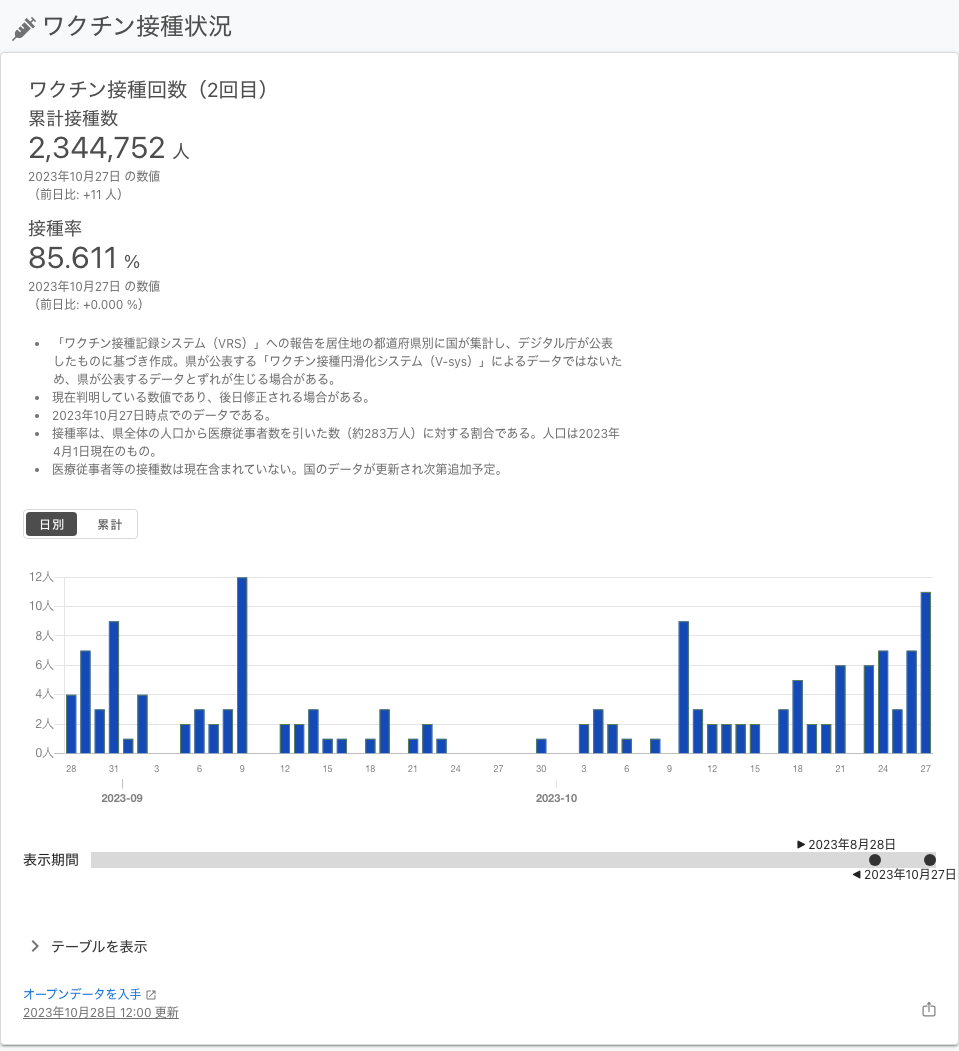 ワクチン接種状況
ワクチン接種回数（2回目）
累計接種数
2,344,752 人
2023年10月27日 の数値
（前日比: +11 人）
接種率
85.611 %
2023年10月27日 の数値
（前日比: +0.000 %）
• 「ワクチン接種記録システム（VRS）」への報告を居住地の都道府県別に国が集計し、デジタル庁が公表
したものに基づき作成。県が公表する「ワクチン接種円滑化システム（V-sys）」によるデータではないた
め、県が公表するデータとずれが生じる場合がある。
• 現在判明している数値であり、後日修正される場合がある。
• 2023年10月27日時点でのデータである。
• 接種率は、県全体の人口から医療従事者数を引いた数（約283万人）に対する割合である。人口は2023年
4月1日現在のもの。
• 医療従事者等の接種数は現在含まれていない。国のデータが更新され次第追加予定。
日別 累計
12人
10人
8人
6人
4人
2人
0人
28 31 3 6 9 12 15 18 21 24 27 30 3 6 9 12 15 18 21 24 27
2023-09 2023-10
▶ 2023年8月28日
表示期間
◀ 2023年10月27日
テーブルを表示
オープンデータを入手
2023年10月28日 12:00 更新